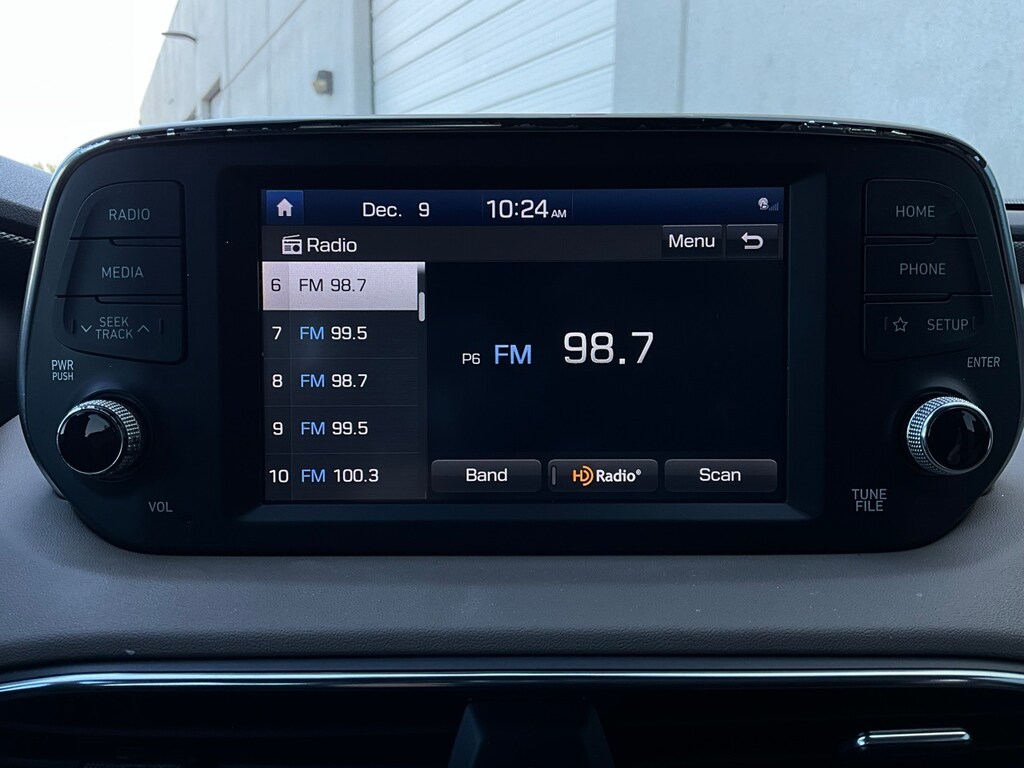 Dec. 9 10:24 AM
Radio Menu
6 FM 98.7
7 FM 99.5
8 FM 98.7
9 FM 99.5
10 FM 100.3
P6 FM 98.7
Band HD Radio® Scan
RADIO
MEDIA
SEEK
TRACK
PWR
PUSH
VOL
HOME
PHONE
SETUP
ENTER
TUNE
FILE